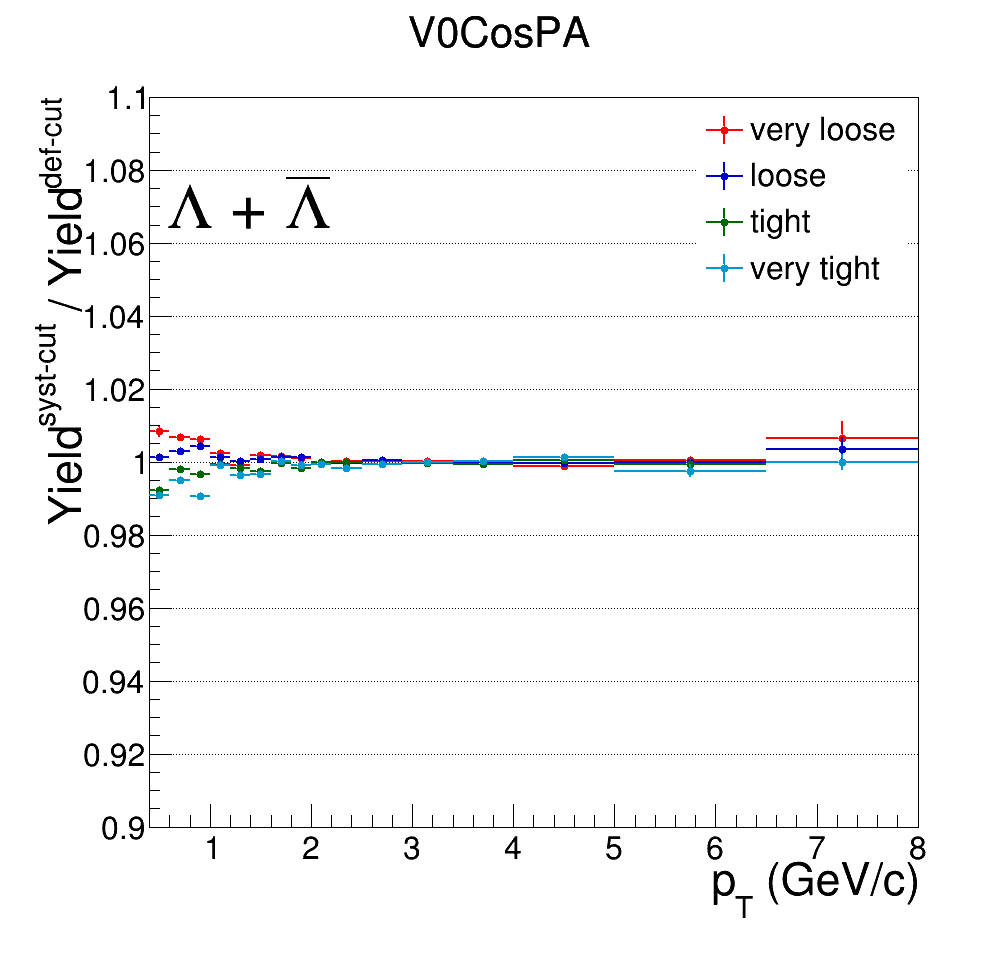 V0CosPA
Yield^syst-cut / Yield^def-cut
1.1
1.08
1.06
1.04
1.02
1
0.98
0.96
0.94
0.92
0.9
Λ + Λ̅
very loose
loose
tight
very tight
1 2 3 4 5 6 7 8
p_T (GeV/c)